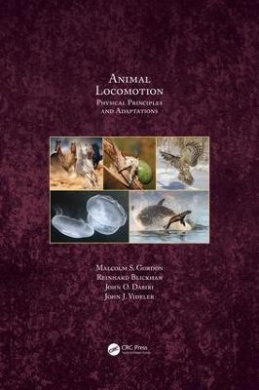 ANIMAL
LOCOMOTION
PHYSICAL PRINCIPLES
AND ADAPTATIONS
MALCOLM S. GORDON
REINHARD BLICKHAN
JOHN O. DABIRI
JOHN J. VIDELER
CRC Press